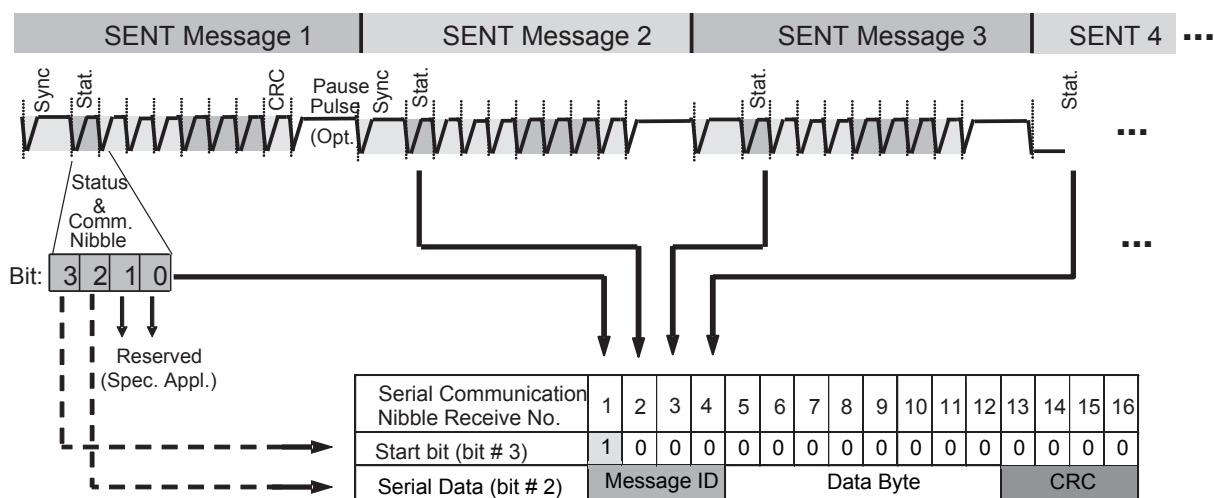 SENT Message 1 SENT Message 2 SENT Message 3 SENT 4 ...
Sync Stat. CRC Pause Pulse (Opt. Sync Stat. Stat. Stat.
...
Status
&
Comm.
Nibble
...
Bit: 3 2 1 0
Reserved
(Spec. Appl.)
Serial Communication
Nibble Receive No. 1 2 3 4 5 6 7 8 9 10 11 12 13 14 15 16
Start bit (bit # 3) 1 0 0 0 0 0 0 0 0 0 0 0 0 0 0 0
Serial Data (bit # 2) Message ID Data Byte CRC